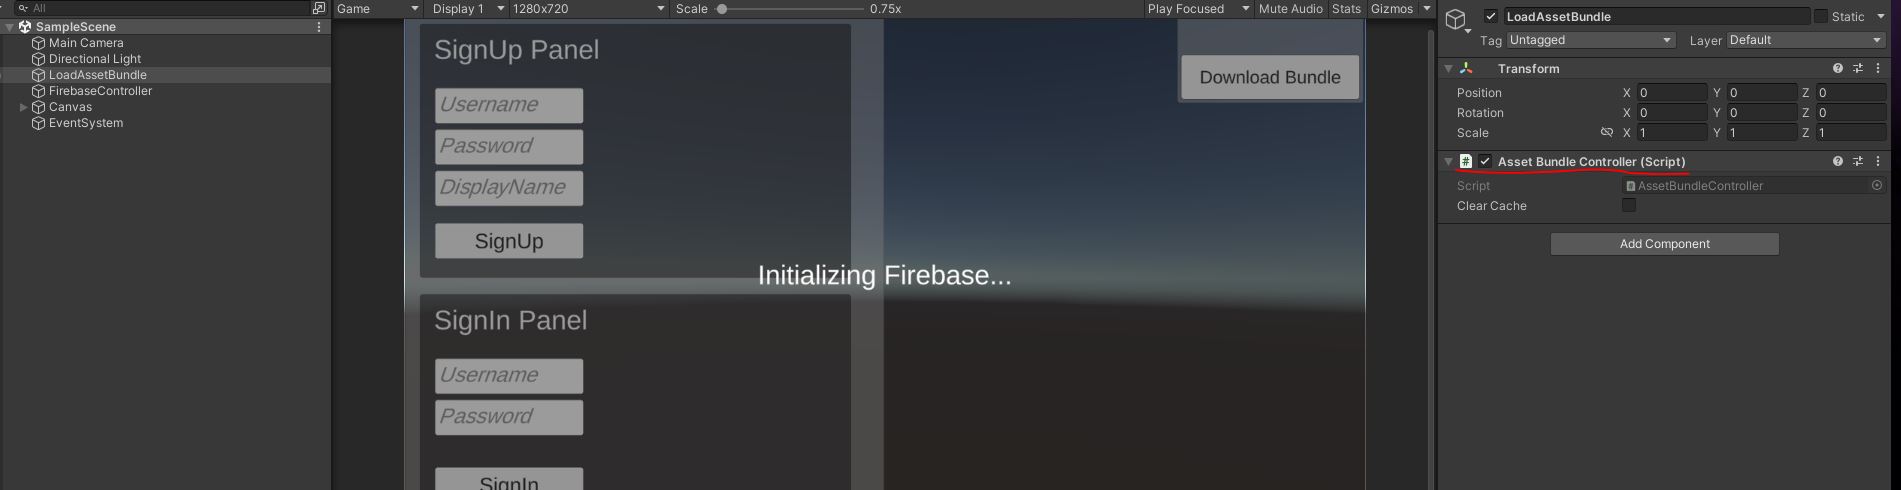 All
SampleScene
Main Camera
Directional Light
LoadAssetBundle
FirebaseController
Canvas
EventSystem
Game Display 1 1280x720 Scale 0.75x Play Focused Mute Audio Stats Gizmos
SignUp Panel
Username
Password
DisplayName
SignUp
Download Bundle
Initializing Firebase...
SignIn Panel
Username
Password
SignIn
LoadAssetBundle Static
Tag Untagged Layer Default
Transform
Position X 0 Y 0 Z 0
Rotation X 0 Y 0 Z 0
Scale X 1 Y 1 Z 1
# Asset Bundle Controller (Script)
Script AssetBundleController
Clear Cache
Add Component